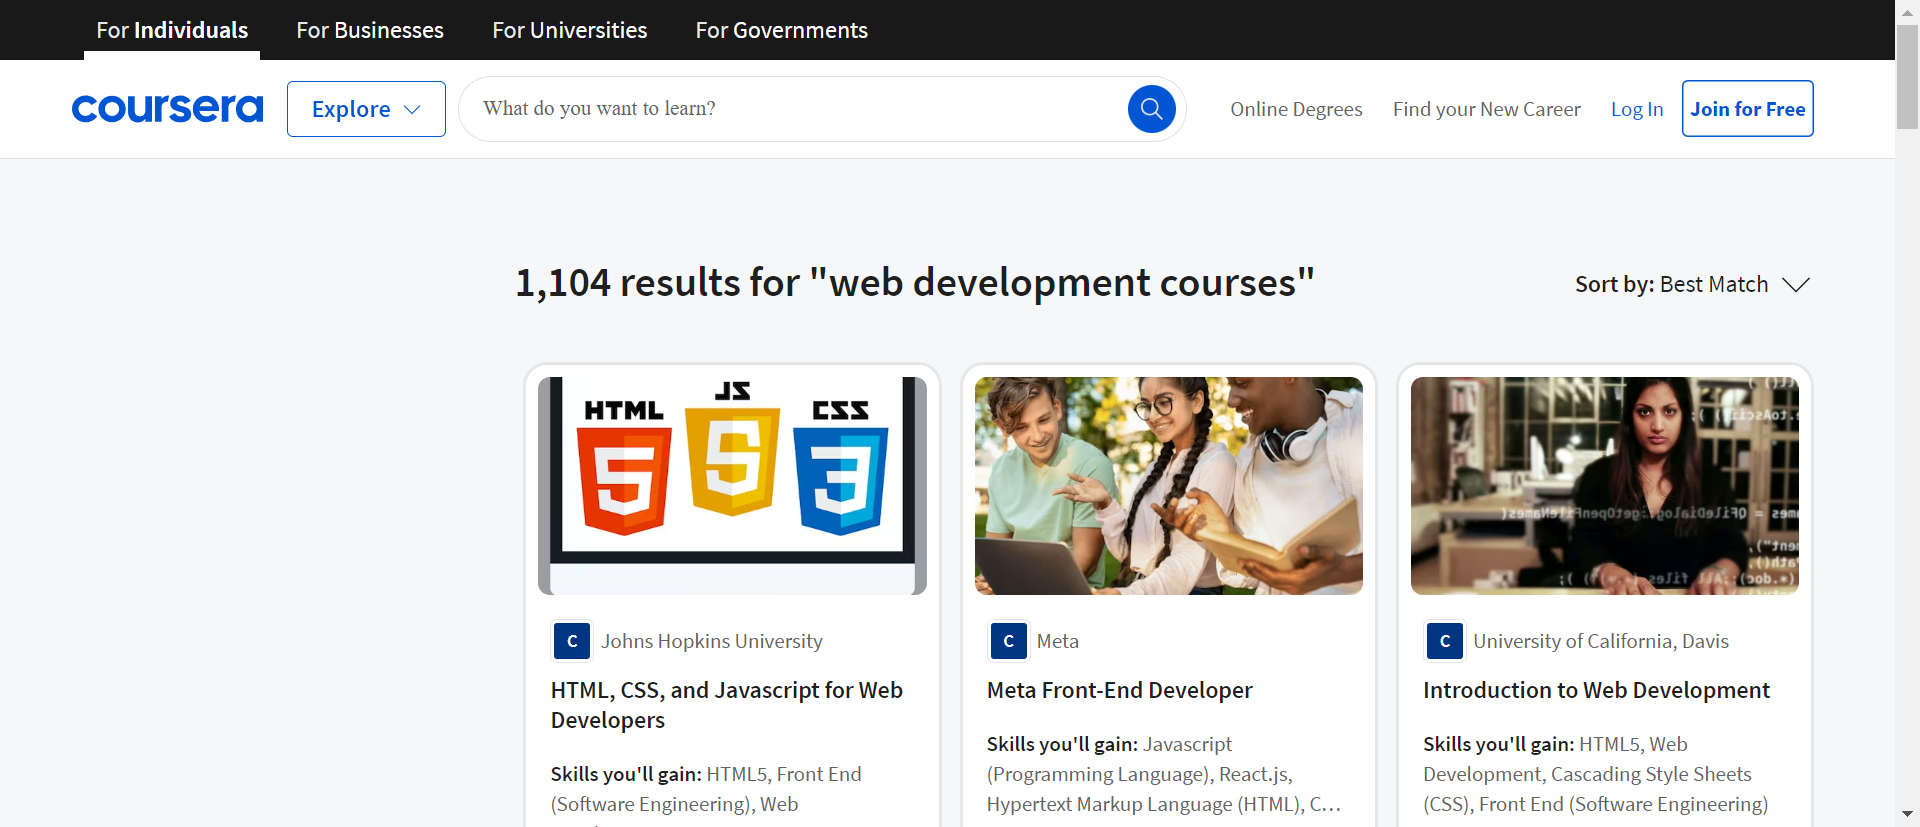 For Individuals
For Businesses
For Universities
For Governments
coursera
Explore
What do you want to learn?
Online Degrees
Find your New Career
Log In
Join for Free
1,104 results for "web development courses"
Sort by: Best Match
HTML
JS
CSS
5
5
3
C
Johns Hopkins University
HTML, CSS, and Javascript for Web
Developers
Skills you'll gain: HTML5, Front End
(Software Engineering), Web
C
Meta
Meta Front-End Developer
Skills you'll gain: Javascript
(Programming Language), React.js,
Hypertext Markup Language (HTML), C…
C
University of California, Davis
Introduction to Web Development
Skills you'll gain: HTML5, Web
Development, Cascading Style Sheets
(CSS), Front End (Software Engineering)